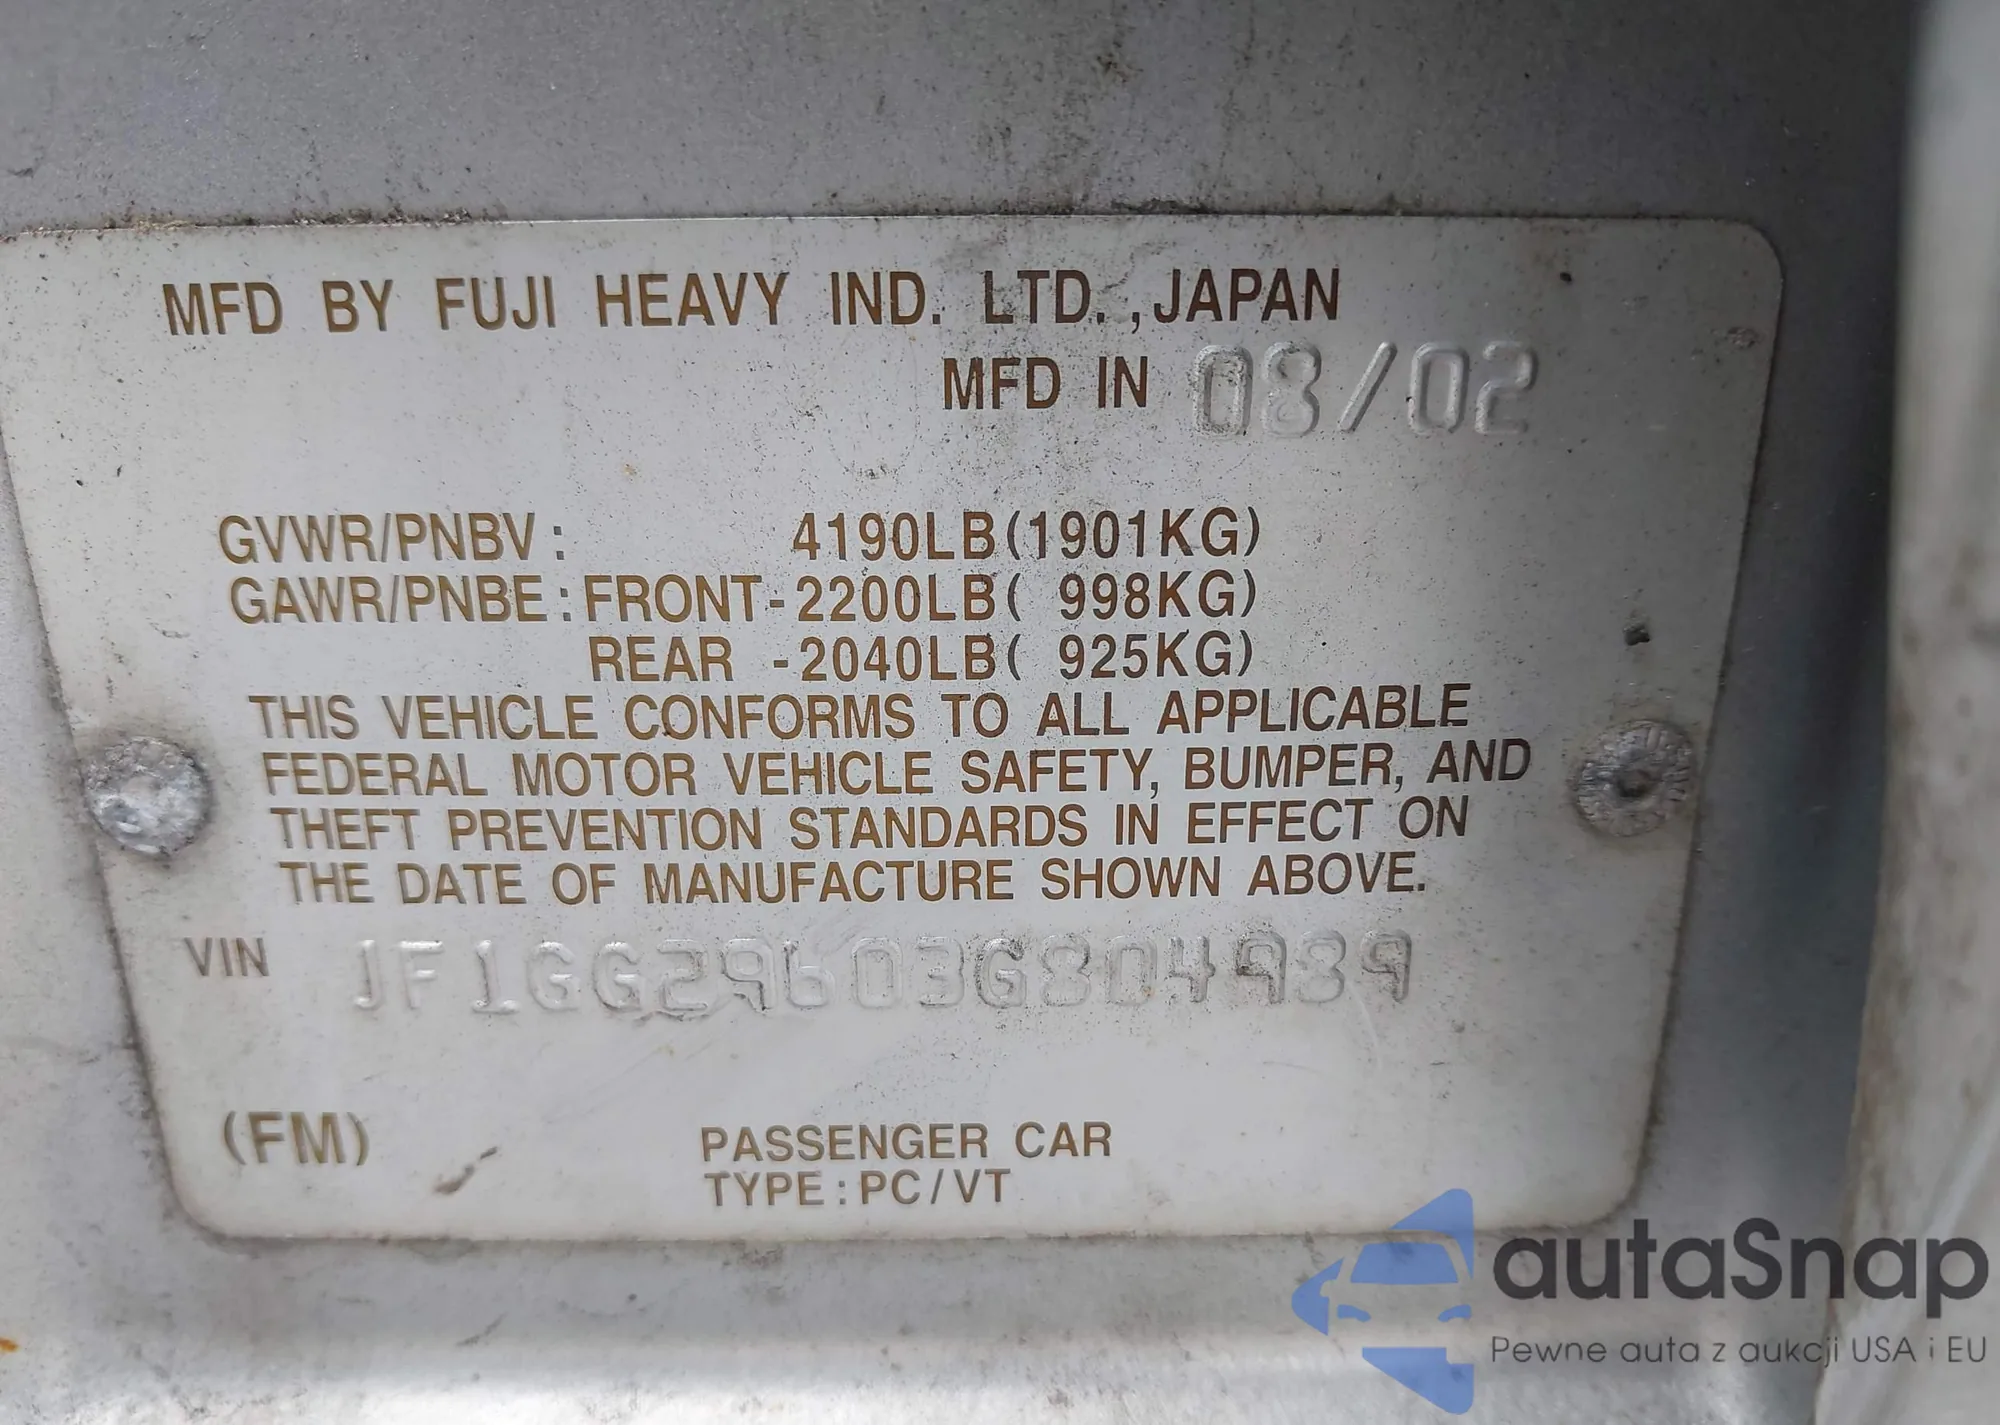 MFD BY FUJI HEAVY IND. LTD. ,JAPAN
MFD IN 08/02
GVWR/PNBV: 4190LB(1901KG)
GAWR/PNBE:FRONT-2200LB( 998KG)
REAR -2040LB( 925KG)
THIS VEHICLE CONFORMS TO ALL APPLICABLE
FEDERAL MOTOR VEHICLE SAFETY, BUMPER, AND
THEFT PREVENTION STANDARDS IN EFFECT ON
THE DATE OF MANUFACTURE SHOWN ABOVE.
VIN JF1GG29603G804989
(FM) PASSENGER CAR
TYPE:PC/VT
autaSnap
Pewne auta z aukcji USA i EU